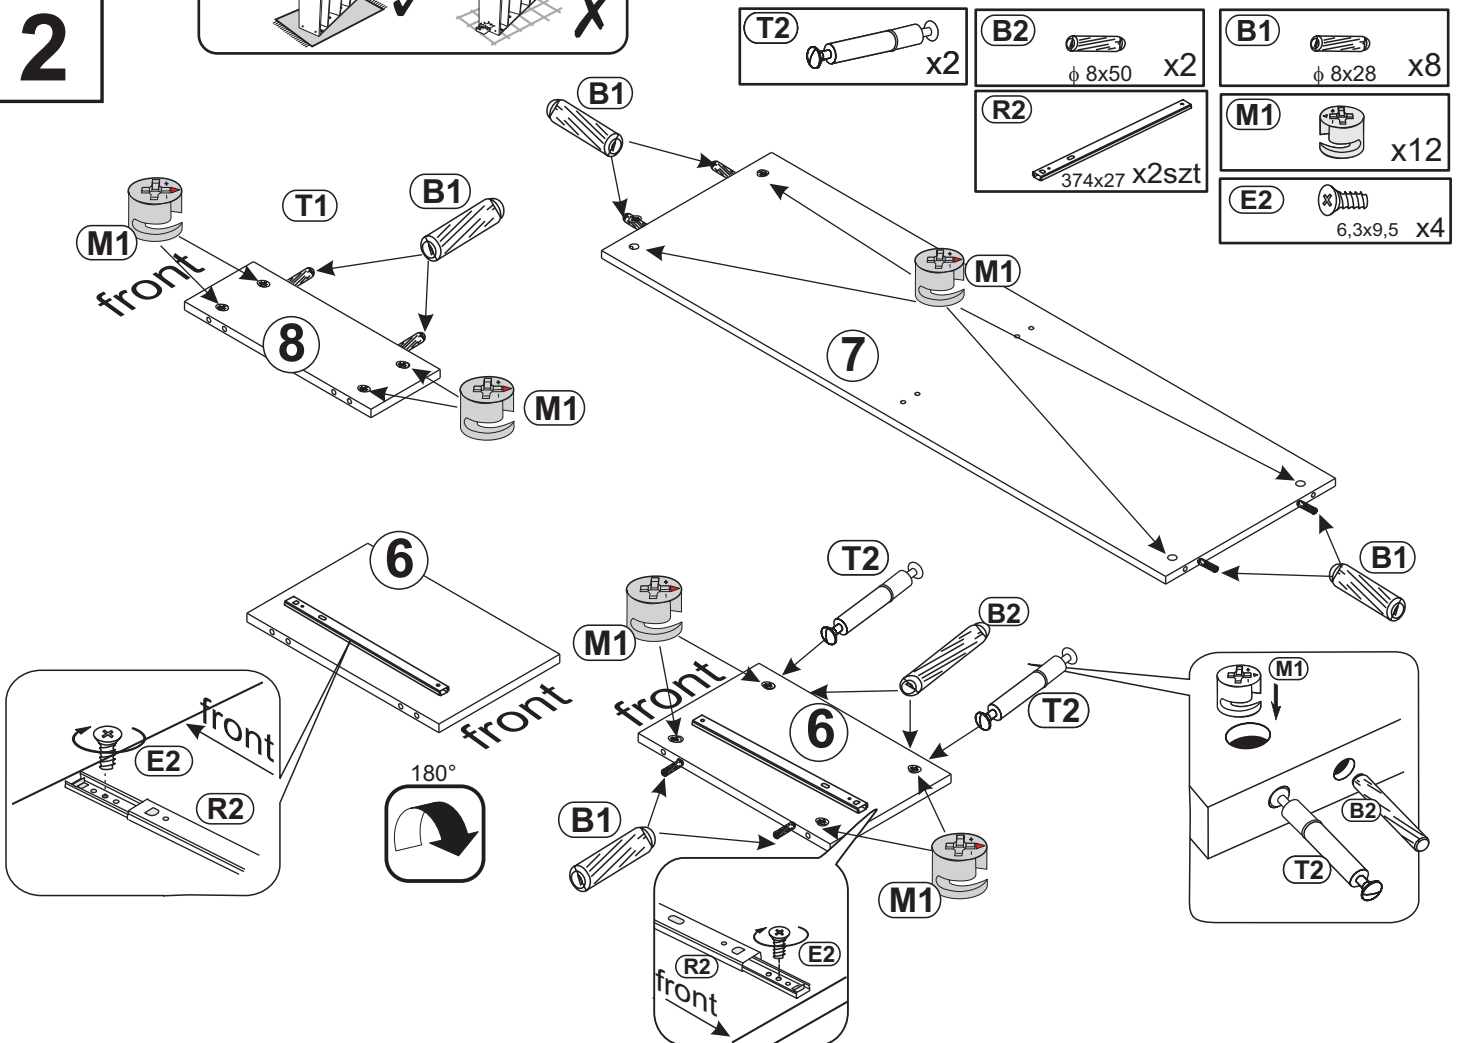 2
T2
x2
B2
ϕ 8x50 x2
B1
ϕ 8x28 x8
R2
374x27 x2szt
M1
x12
E2
6,3x9,5 x4
B1
M1
T1
B1
front
8
M1
M1
7
B1
6
front
front
E2
R2
180°
M1
T2
B2
T2
front
6
B1
M1
R2
E2
front
M1
B2
T2